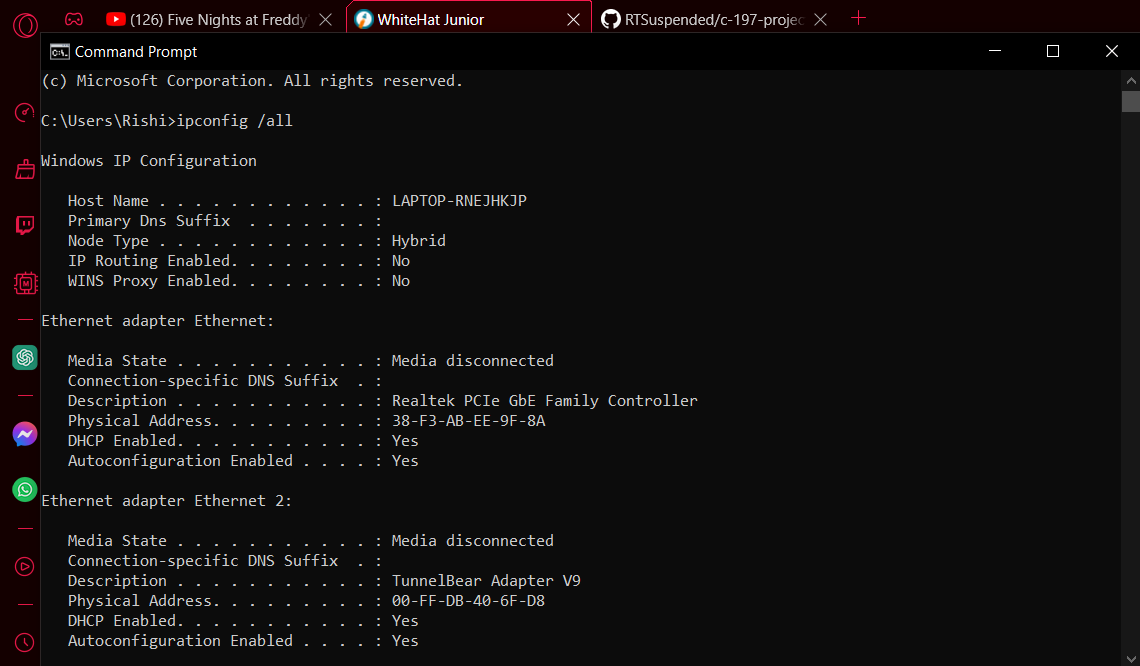 (126) Five Nights at Freddy
WhiteHat Junior
RTSuspended/c-197-projec
Command Prompt
(c) Microsoft Corporation. All rights reserved.
C:\Users\Rishi>ipconfig /all
Windows IP Configuration
Host Name . . . . . . . . . . . . : LAPTOP-RNEJHKJP
Primary Dns Suffix  . . . . . . . :
Node Type . . . . . . . . . . . . : Hybrid
IP Routing Enabled. . . . . . . . : No
WINS Proxy Enabled. . . . . . . . : No
Ethernet adapter Ethernet:
Media State . . . . . . . . . . . : Media disconnected
Connection-specific DNS Suffix  . :
Description . . . . . . . . . . . : Realtek PCIe GbE Family Controller
Physical Address. . . . . . . . . : 38-F3-AB-EE-9F-8A
DHCP Enabled. . . . . . . . . . . : Yes
Autoconfiguration Enabled . . . . : Yes
Ethernet adapter Ethernet 2:
Media State . . . . . . . . . . . : Media disconnected
Connection-specific DNS Suffix  . :
Description . . . . . . . . . . . : TunnelBear Adapter V9
Physical Address. . . . . . . . . : 00-FF-DB-40-6F-D8
DHCP Enabled. . . . . . . . . . . : Yes
Autoconfiguration Enabled . . . . : Yes